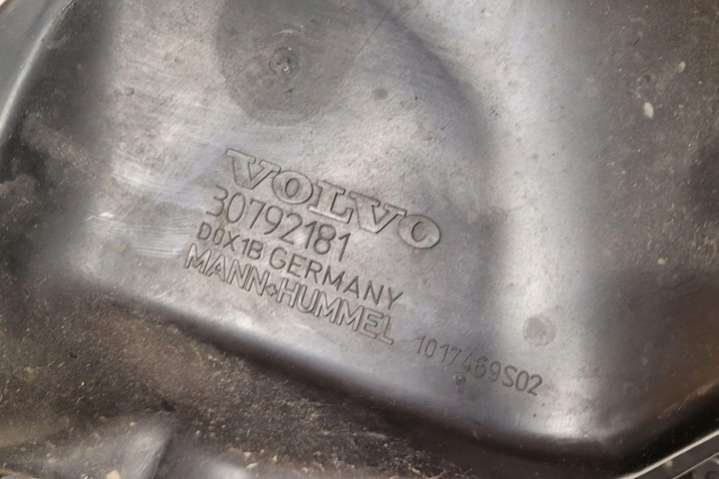 VOLVO
30792181
D0X1B GERMANY
MANN+HUMMEL
1017469S02